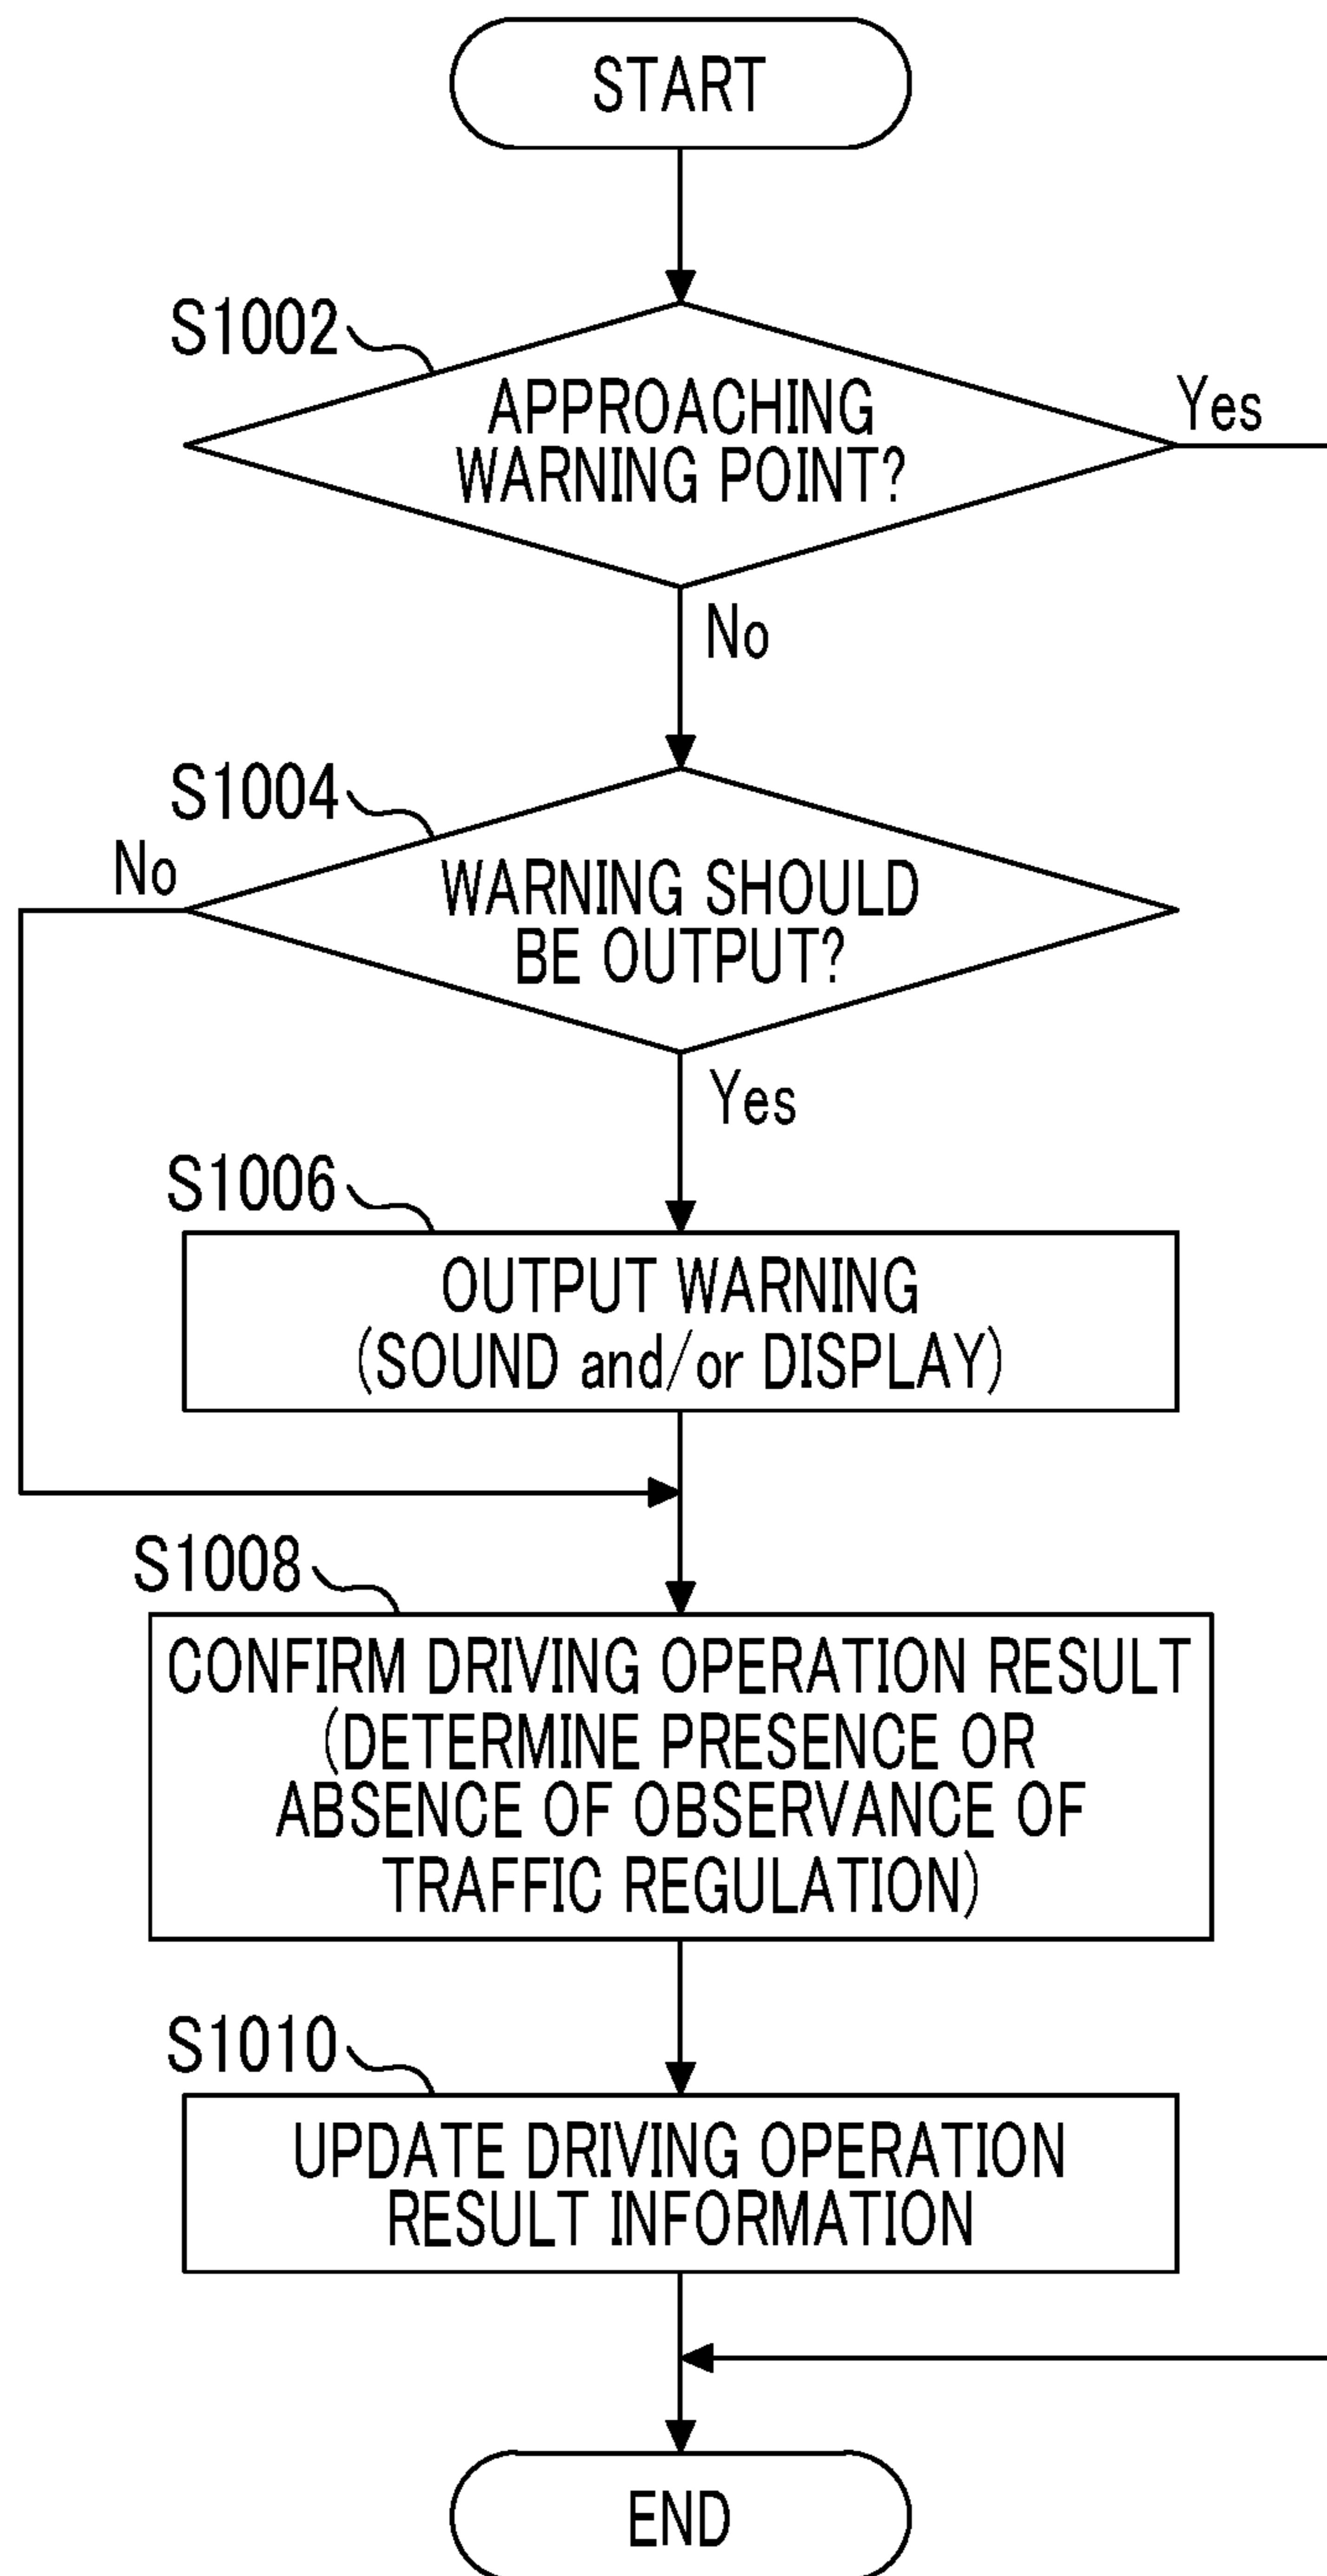 START
S1002
APPROACHING
WARNING POINT?
Yes
No
S1004
No
WARNING SHOULD
BE OUTPUT?
Yes
S1006
OUTPUT WARNING
(SOUND and/or DISPLAY)
S1008
CONFIRM DRIVING OPERATION RESULT
(DETERMINE PRESENCE OR
ABSENCE OF OBSERVANCE OF
TRAFFIC REGULATION)
S1010
UPDATE DRIVING OPERATION
RESULT INFORMATION
END